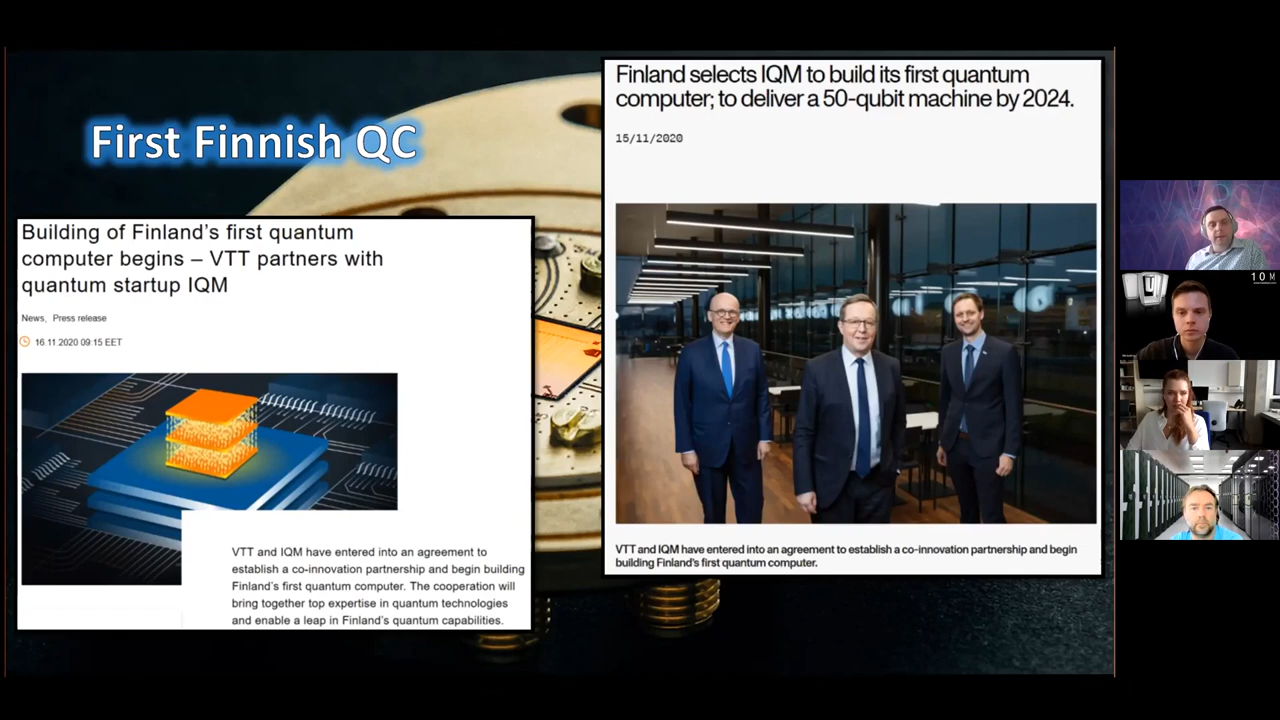 First Finnish QC
Building of Finland's first quantum
computer begins – VTT partners with
quantum startup IQM
News, Press release
16.11.2020 09:15 EET
VTT and IQM have entered into an agreement to
establish a co-innovation partnership and begin building
Finland's first quantum computer. The cooperation will
bring together top expertise in quantum technologies
and enable a leap in Finland's quantum capabilities.
Finland selects IQM to build its first quantum
computer; to deliver a 50-qubit machine by 2024.
15/11/2020
VTT and IQM have entered into an agreement to establish a co-innovation partnership and begin
building Finland's first quantum computer.